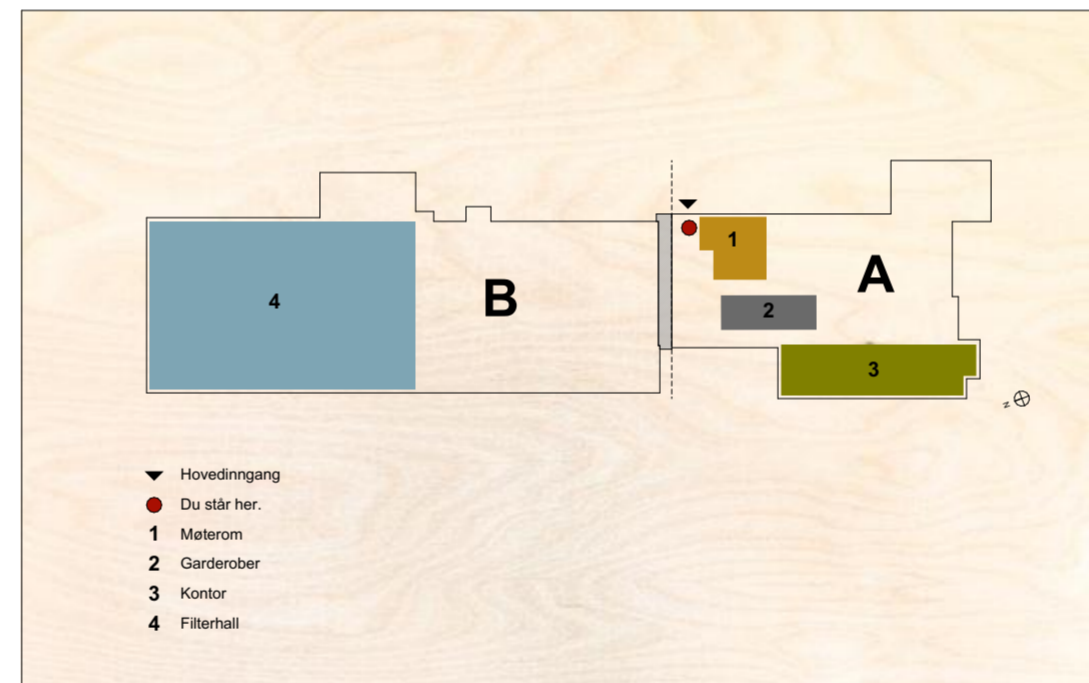 1
A
B
4
2
3
N
Hovedinngang
Du står her.
1 Møterom
2 Garderober
3 Kontor
4 Filterhall